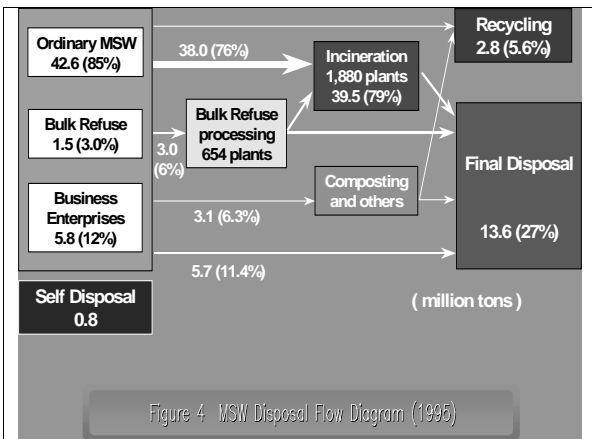 Ordinary MSW
42.6 (85%)
38.0 (76%)
Incineration
1,880 plants
39.5 (79%)
Recycling
2.8 (5.6%)
Bulk Refuse
1.5 (3.0%)
3.0
(6%)
Bulk Refuse
processing
654 plants
Final Disposal
13.6 (27%)
Business
Enterprises
5.8 (12%)
3.1 (6.3%)
Composting
and others
5.7 (11.4%)
Self Disposal
0.8
( million tons )
Figure 4 MSW Disposal Flow Diagram (1995)